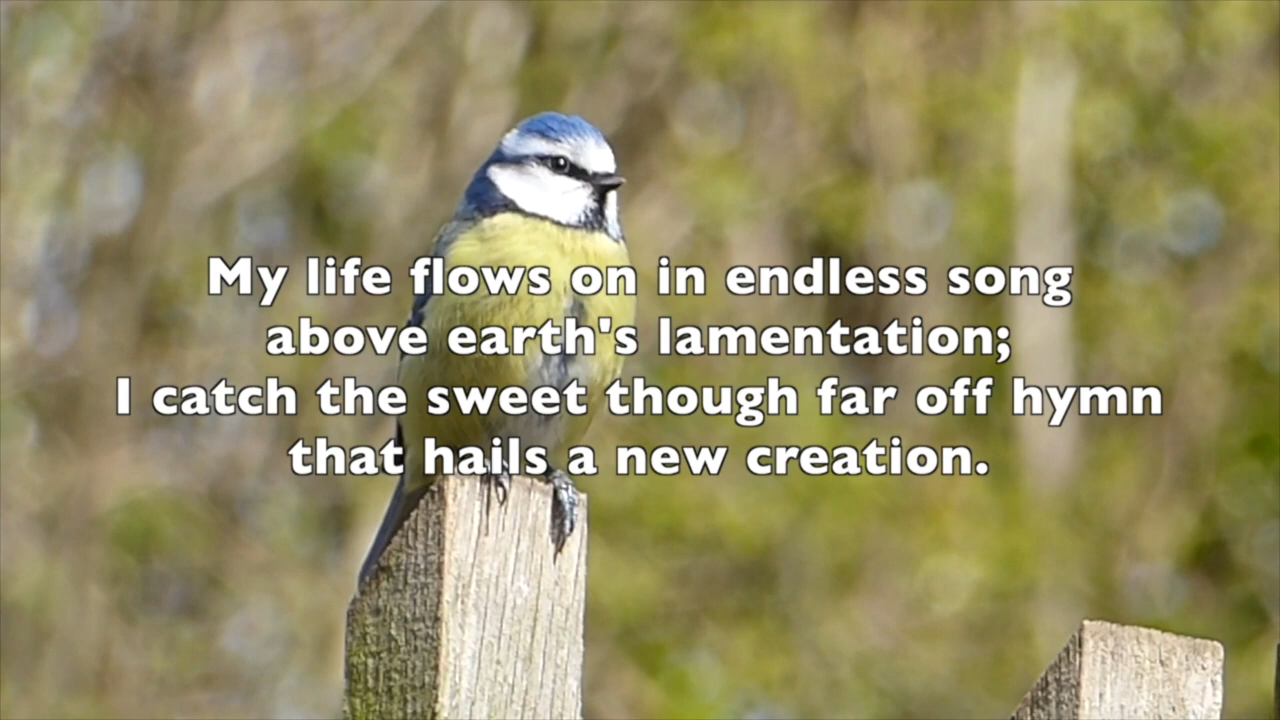 My life flows on in endless song
above earth's lamentation;
I catch the sweet though far off hymn
that hails a new creation.